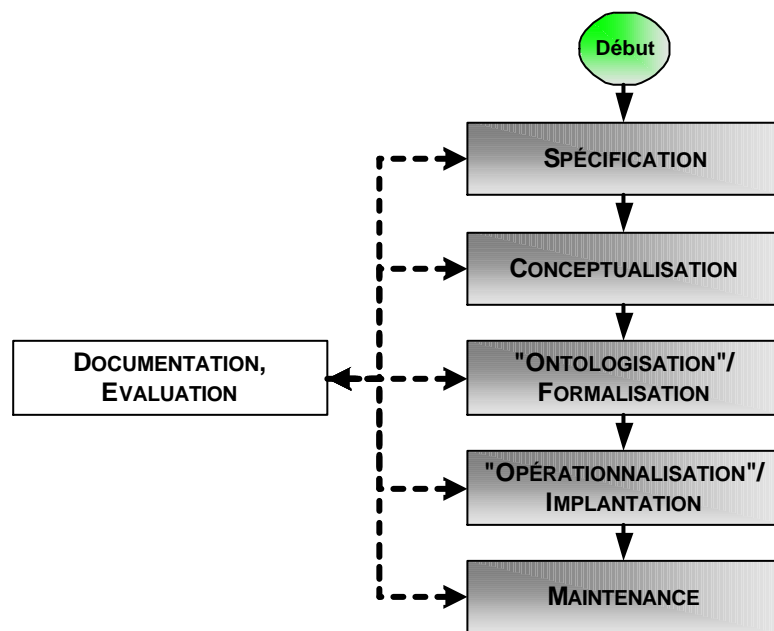 Début
SPÉCIFICATION
CONCEPTUALISATION
DOCUMENTATION,
EVALUATION
"ONTOLOGISATION"/
FORMALISATION
"OPÉRATIONNALISATION"/
IMPLANTATION
MAINTENANCE